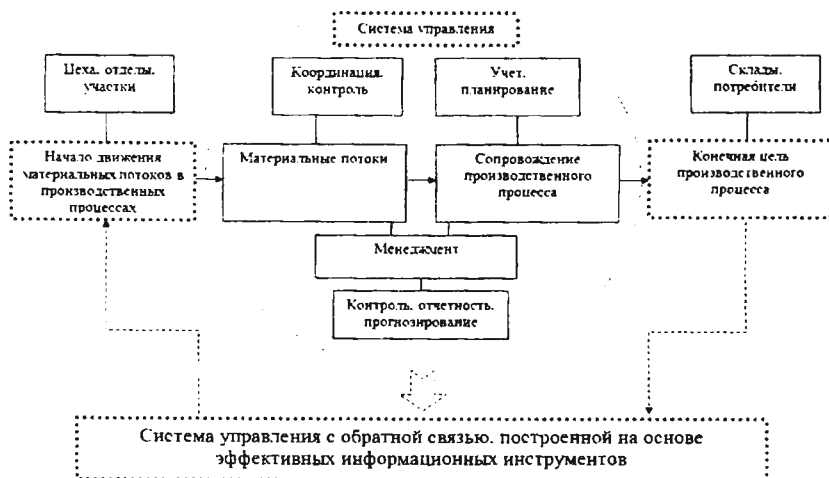 Система управления
Цеха. отделы.
участки
Координация.
контроль
Учет.
планирование
Склады.
потребители
Начало движения
материальных потоков в
производственных
процессах
Материальные потоки
Сопровождение
производственного
процесса
Конечная цель
производственного
процесса
Менеджмент
Контроль. отчетность.
прогнозирование
Система управления с обратной связью. построенной на основе
эффективных информационных инструментов